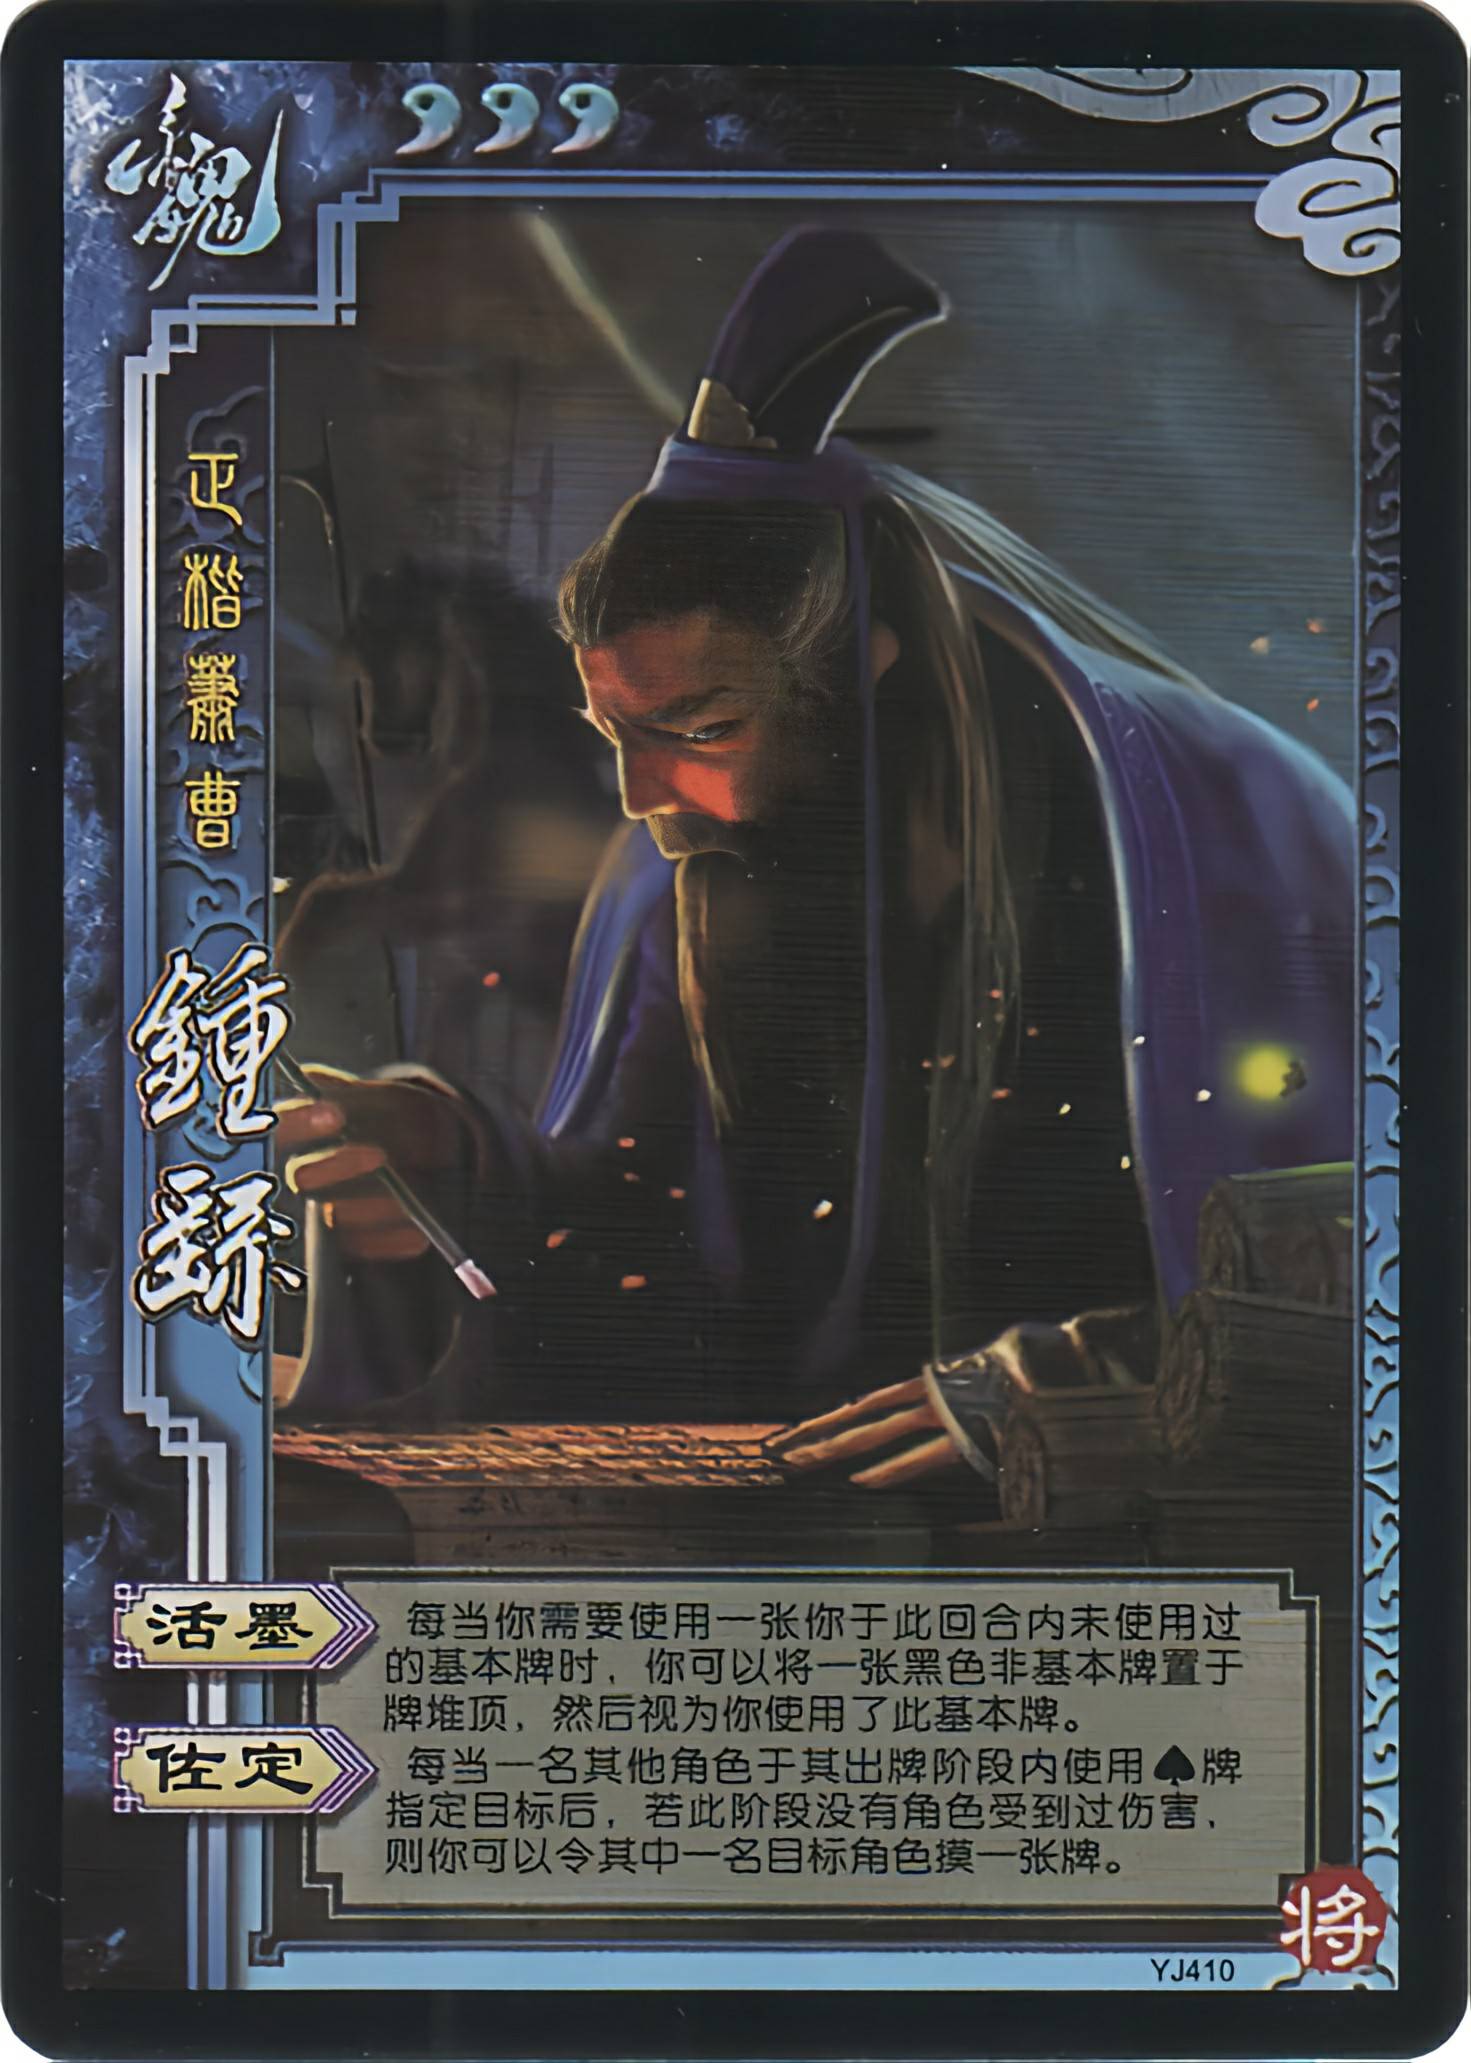 魏
正楷萧曹
鍾繇
活墨
每当你需要使用一张你于此回合内未使用过
的基本牌时，你可以将一张黑色非基本牌置于
牌堆顶，然后视为你使用了此基本牌。
佐定
每当一名其他角色于其出牌阶段内使用♠牌
指定目标后，若此阶段没有角色受到过伤害，
则你可以令其中一名目标角色摸一张牌。
将
YJ410